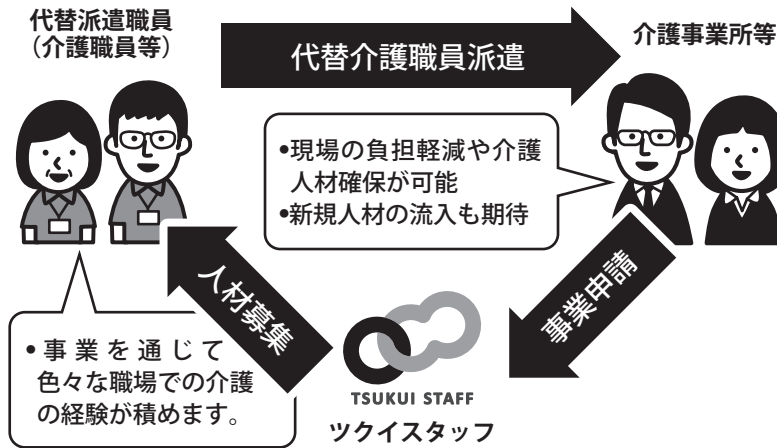 代替派遣職員
（介護職員等）
代替介護職員派遣
介護事業所等
•現場の負担軽減や介護
人材確保が可能
•新規人材の流入も期待
人材募集
事業申請
•事業を通じて
色々な職場での介護
の経験が積めます。
TSUKUI STAFF
ツクイスタッフ